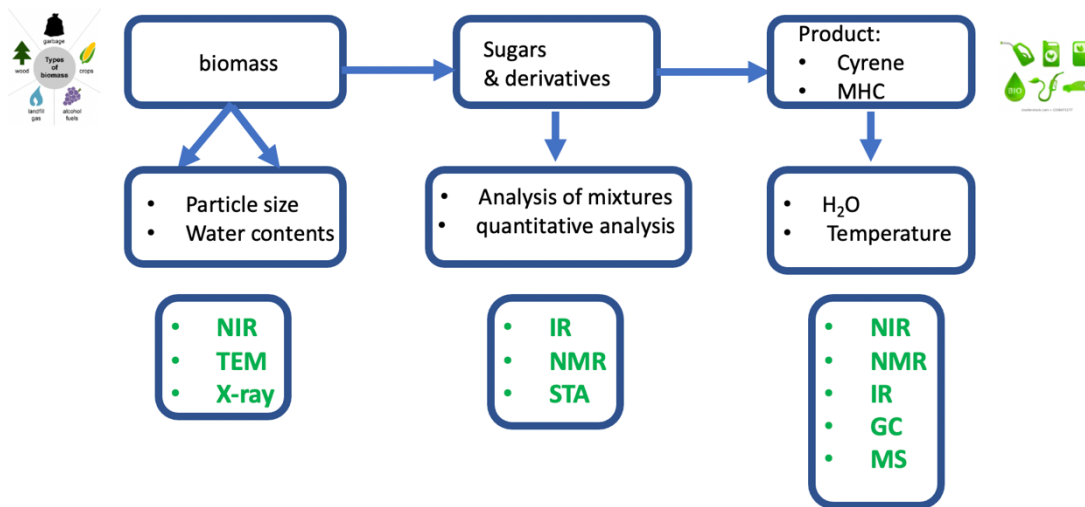 garbage
wood
Types
of
biomass
crops
landfill
gas
alcohol
fuels
biomass
Sugars
& derivatives
Product:
• Cyrene
• MHC
BIO
• Particle size
• Water contents
• Analysis of mixtures
• quantitative analysis
• H₂O
• Temperature
• NIR
• TEM
• X-ray
• IR
• NMR
• STA
• NIR
• NMR
• IR
• GC
• MS